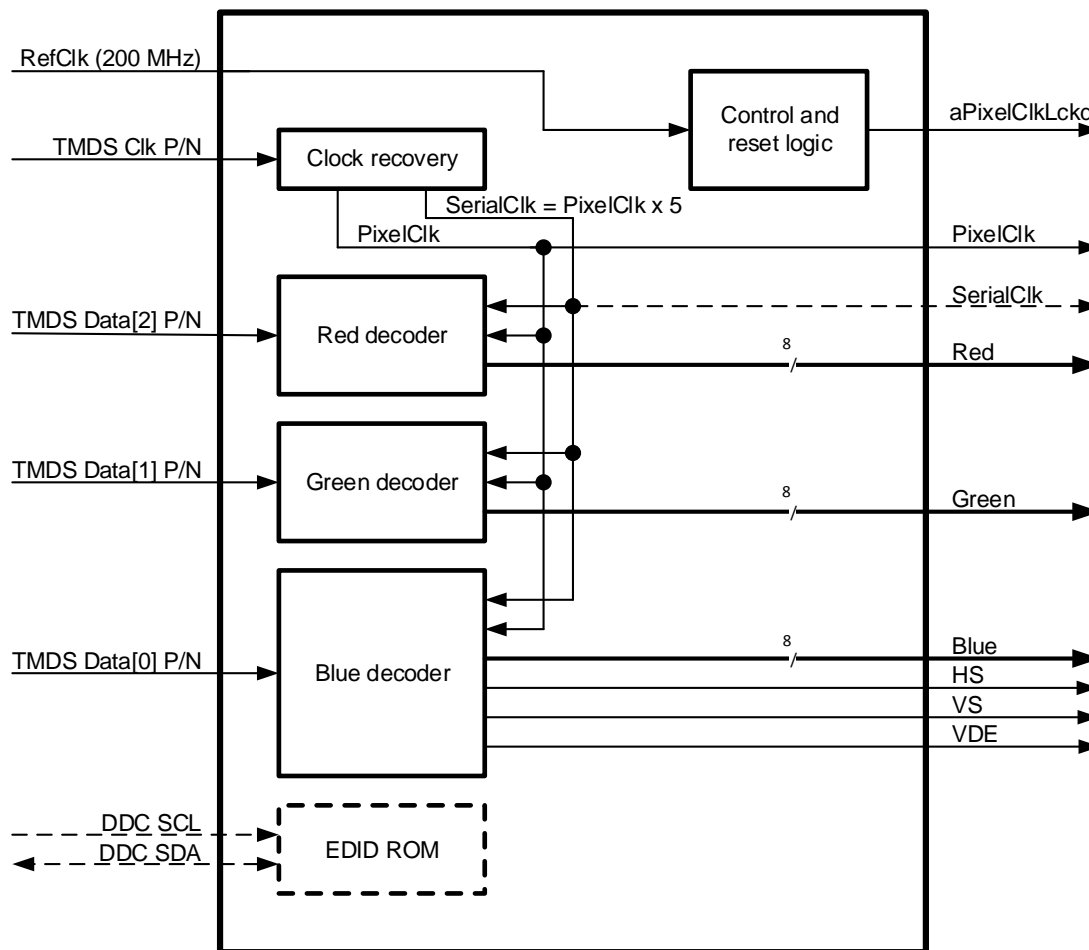 RefClk (200 MHz)
Control and
reset logic
aPixelClkLckd
TMDS Clk P/N
Clock recovery
SerialClk = PixelClk x 5
PixelClk
PixelClk
SerialClk
TMDS Data[2] P/N
Red decoder
8
/
Red
TMDS Data[1] P/N
Green decoder
8
/
Green
TMDS Data[0] P/N
Blue decoder
8
/
Blue
HS
VS
VDE
DDC SCL
DDC SDA
EDID ROM